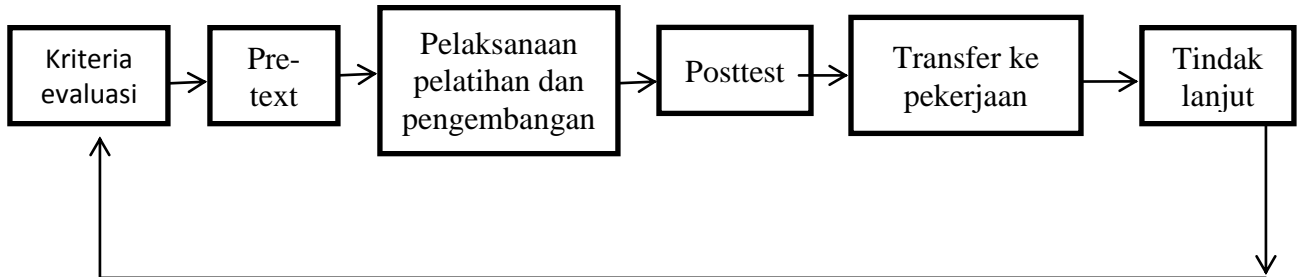 Kriteria
evaluasi
Pre-
text
Pelaksanaan
pelatihan dan
pengembangan
Posttest
Transfer ke
pekerjaan
Tindak
lanjut